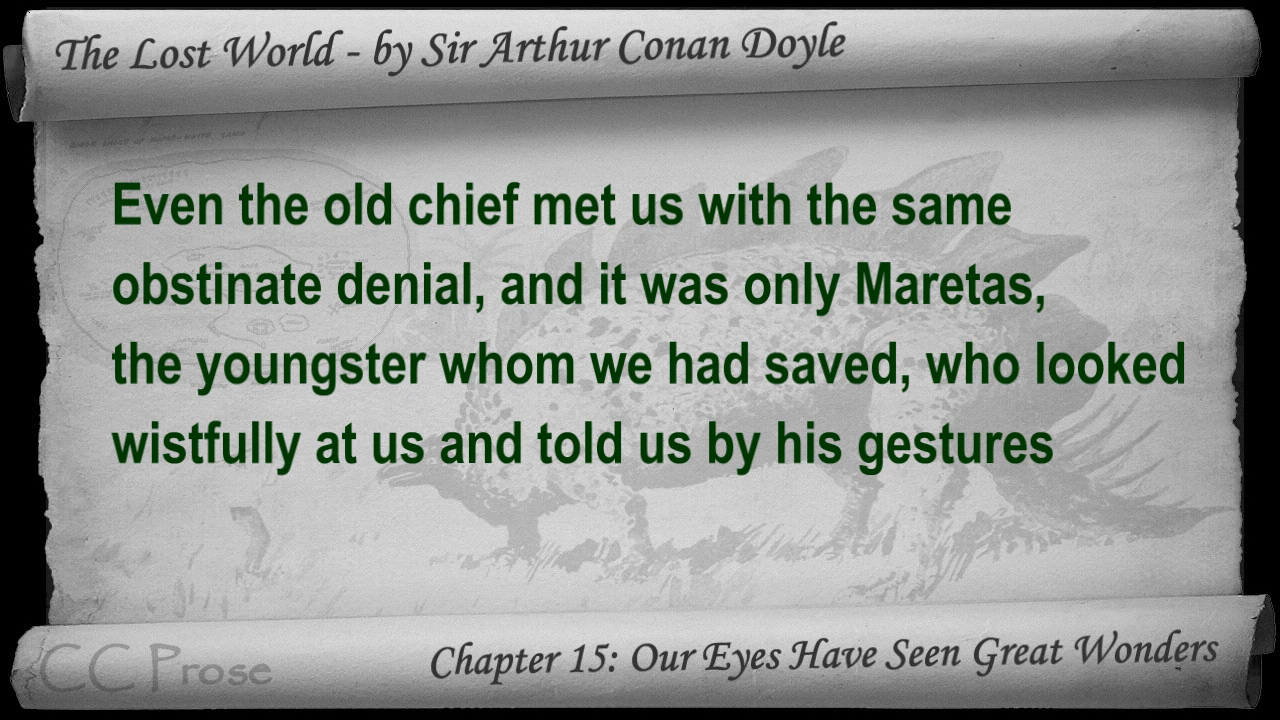 The Lost World - by Sir Arthur Conan Doyle
Even the old chief met us with the same
obstinate denial, and it was only Maretas,
the youngster whom we had saved, who looked
wistfully at us and told us by his gestures
CC Prose
Chapter 15: Our Eyes Have Seen Great Wonders